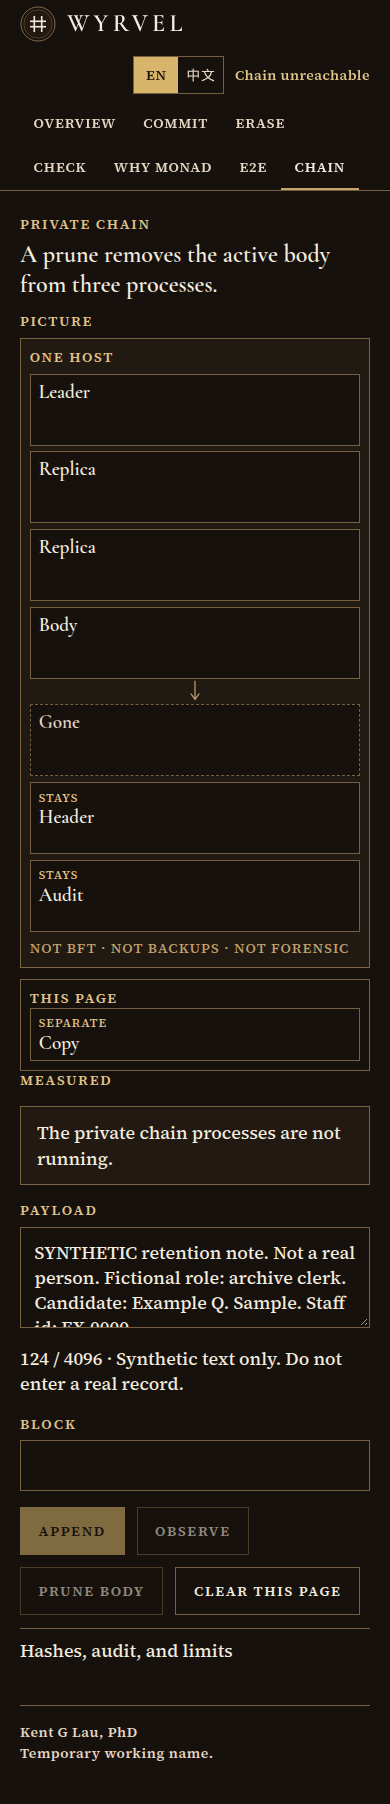 WYRVEL
EN 中文 Chain unreachable
OVERVIEW COMMIT ERASE
CHECK WHY MONAD E2E CHAIN
PRIVATE CHAIN
A prune removes the active body
from three processes.
PICTURE
ONE HOST
Leader
Replica
Replica
Body
Gone
STAYS
Header
STAYS
Audit
NOT BFT · NOT BACKUPS · NOT FORENSIC
THIS PAGE
SEPARATE
Copy
MEASURED
The private chain processes are not
running.
PAYLOAD
SYNTHETIC retention note. Not a real
person. Fictional role: archive clerk.
Candidate: Example Q. Sample. Staff
124 / 4096 · Synthetic text only. Do not
enter a real record.
BLOCK
APPEND OBSERVE
PRUNE BODY CLEAR THIS PAGE
Hashes, audit, and limits
Kent G Lau, PhD
Temporary working name.